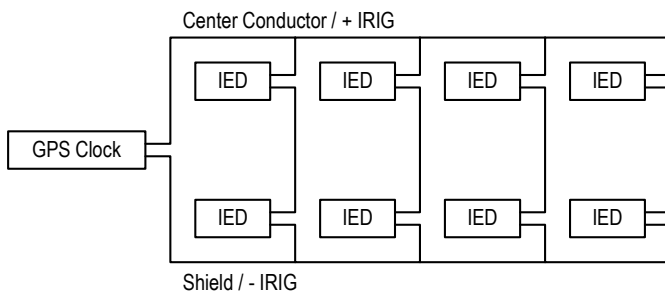 Center Conductor / + IRIG
IED IED IED IED
GPS Clock
IED IED IED IED
Shield / - IRIG